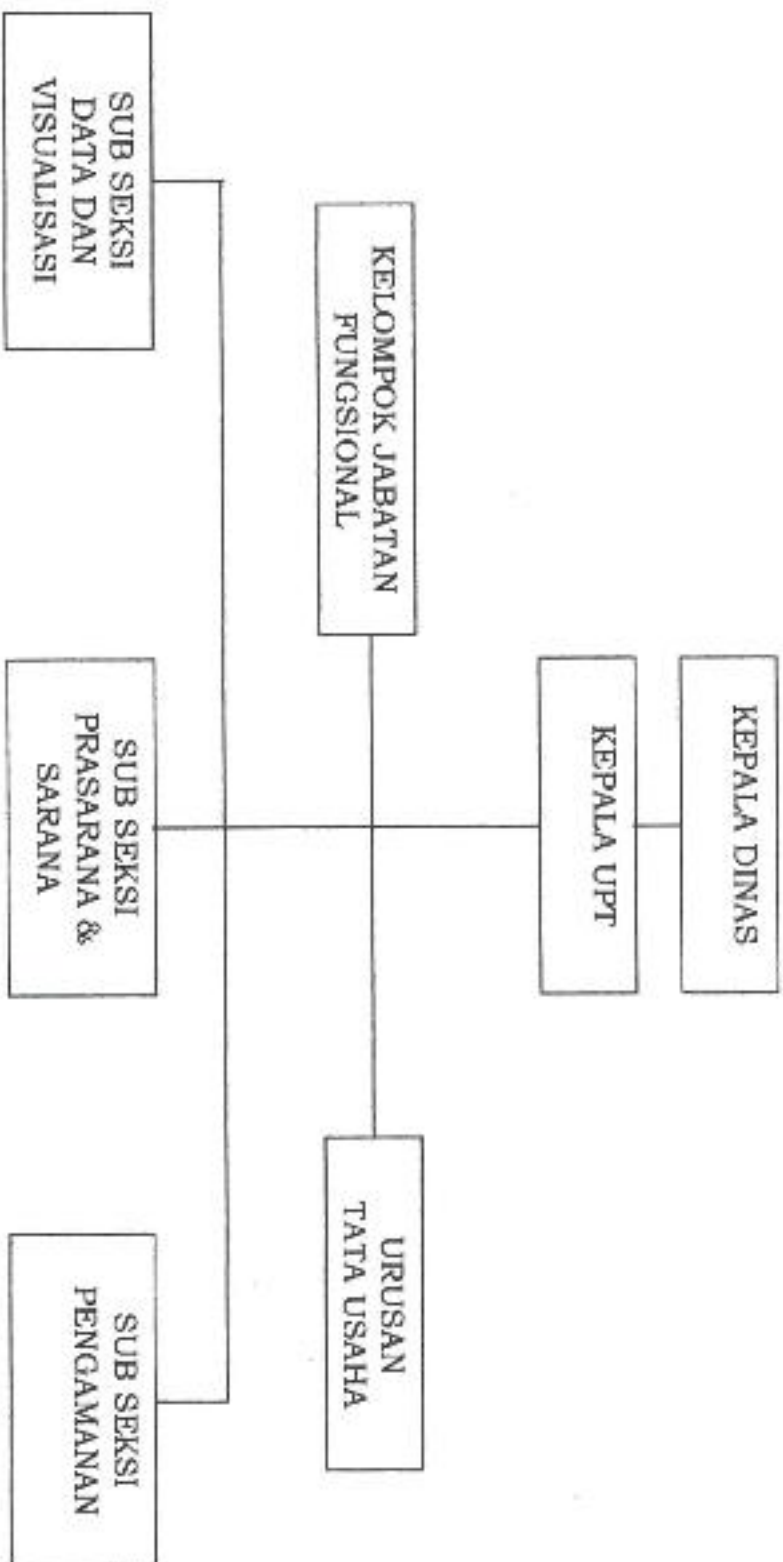 KEPALA DINAS
KEPALA UPT
KELOMPOK JABATAN
FUNGSIONAL
URUSAN
TATA USAHA
SUB SEKSI
DATA DAN
VISUALISASI
SUB SEKSI
PRASARANA &
SARANA
SUB SEKSI
PENGAMANAN